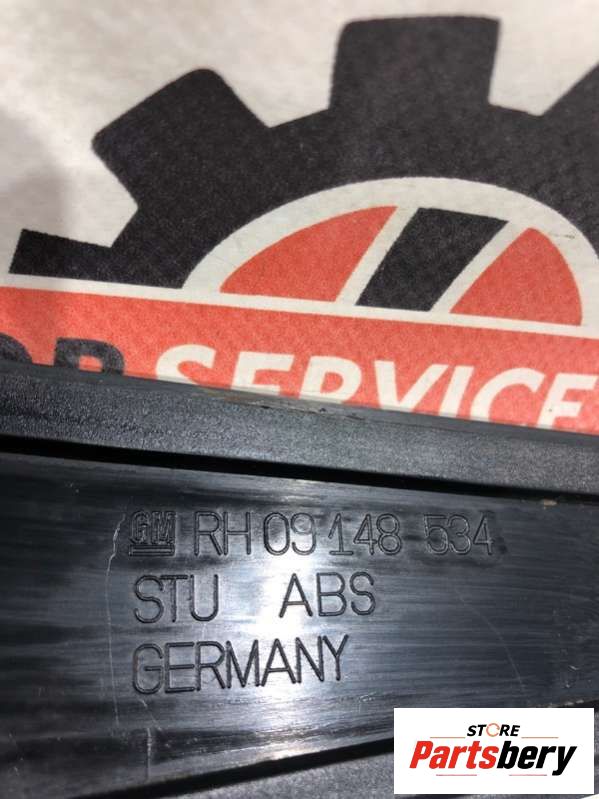 SERVICE
GM RH 09 148 534
STU ABS
GERMANY
STORE
Partsbery